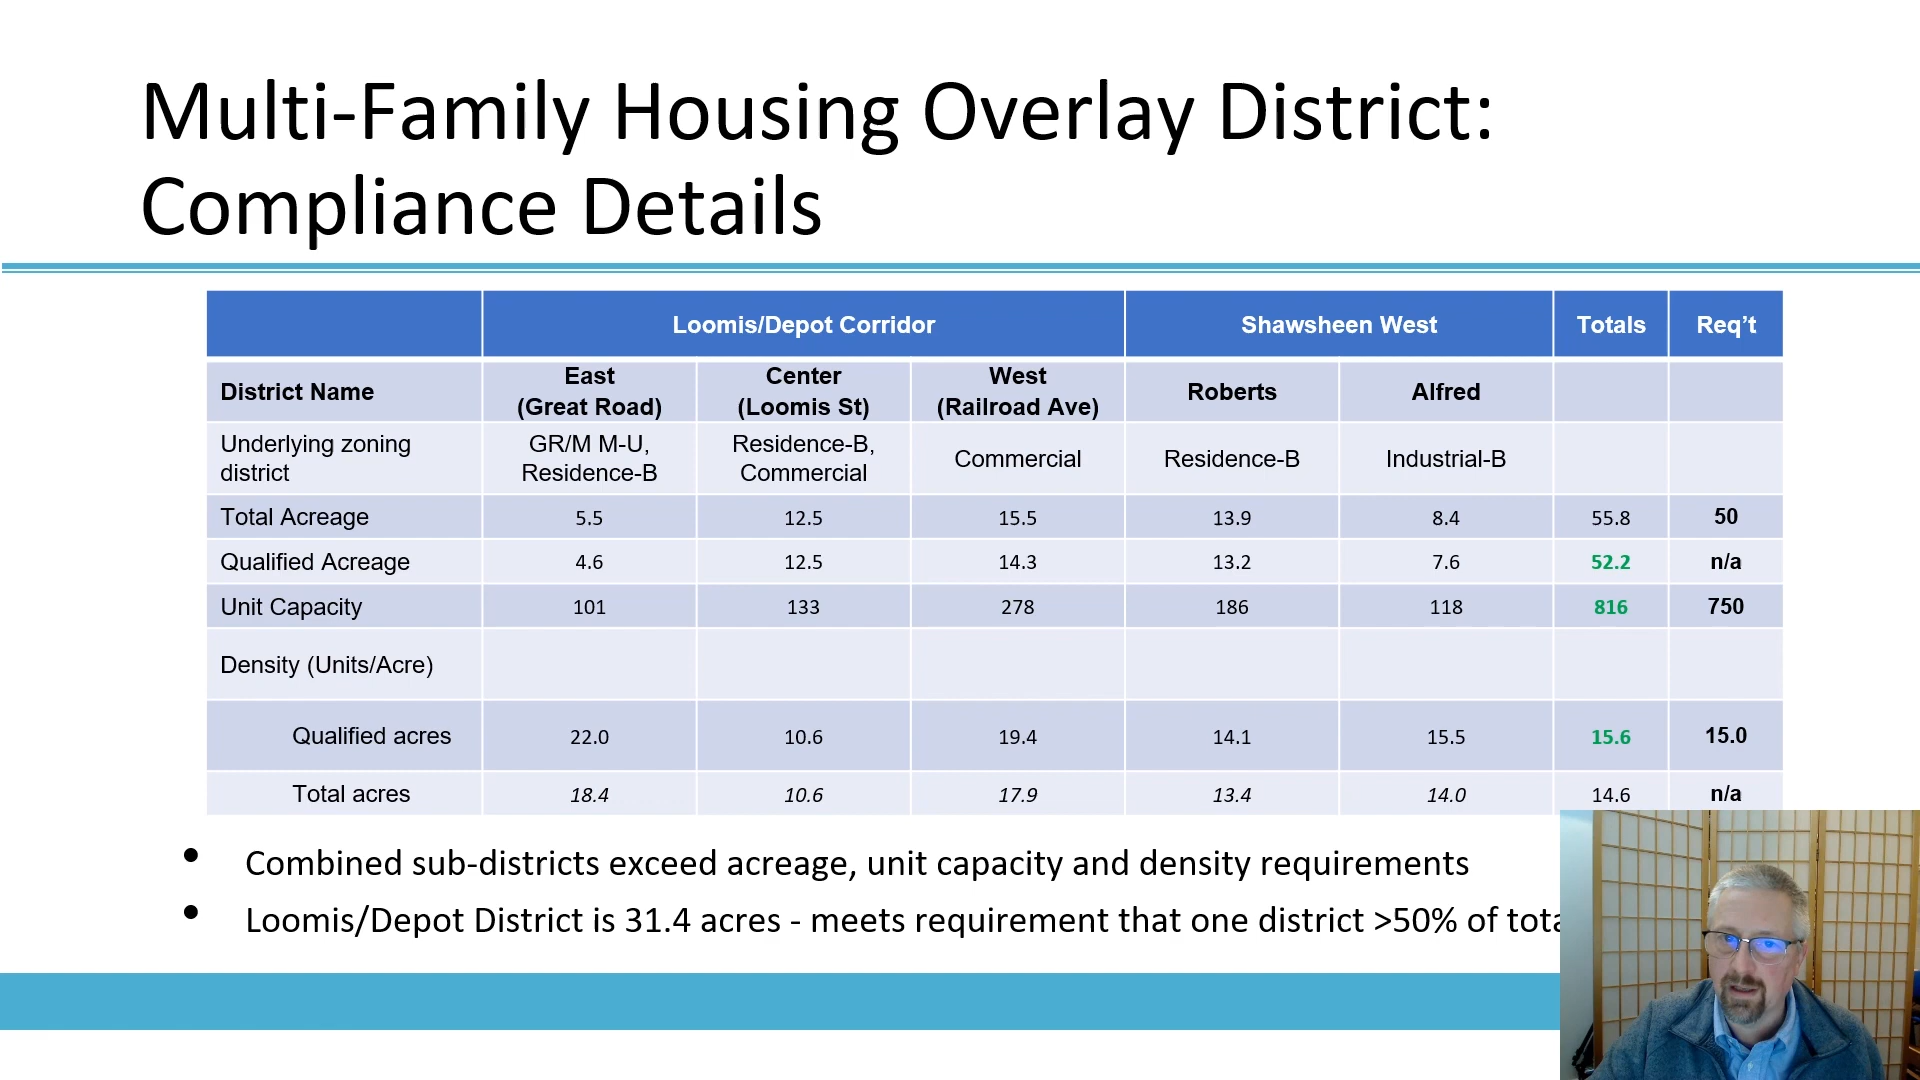 Multi-Family Housing Overlay District:
Compliance Details
Loomis/Depot Corridor Shawsheen West Totals Req't
District Name East (Great Road) Center (Loomis St) West (Railroad Ave) Roberts Alfred
Underlying zoning district GR/M M-U, Residence-B Residence-B, Commercial Commercial Residence-B Industrial-B
Total Acreage 5.5 12.5 15.5 13.9 8.4 55.8 50
Qualified Acreage 4.6 12.5 14.3 13.2 7.6 52.2 n/a
Unit Capacity 101 133 278 186 118 816 750
Density (Units/Acre)
Qualified acres 22.0 10.6 19.4 14.1 15.5 15.6 15.0
Total acres 18.4 10.6 17.9 13.4 14.0 14.6 n/a
• Combined sub-districts exceed acreage, unit capacity and density requirements
• Loomis/Depot District is 31.4 acres - meets requirement that one district >50% of